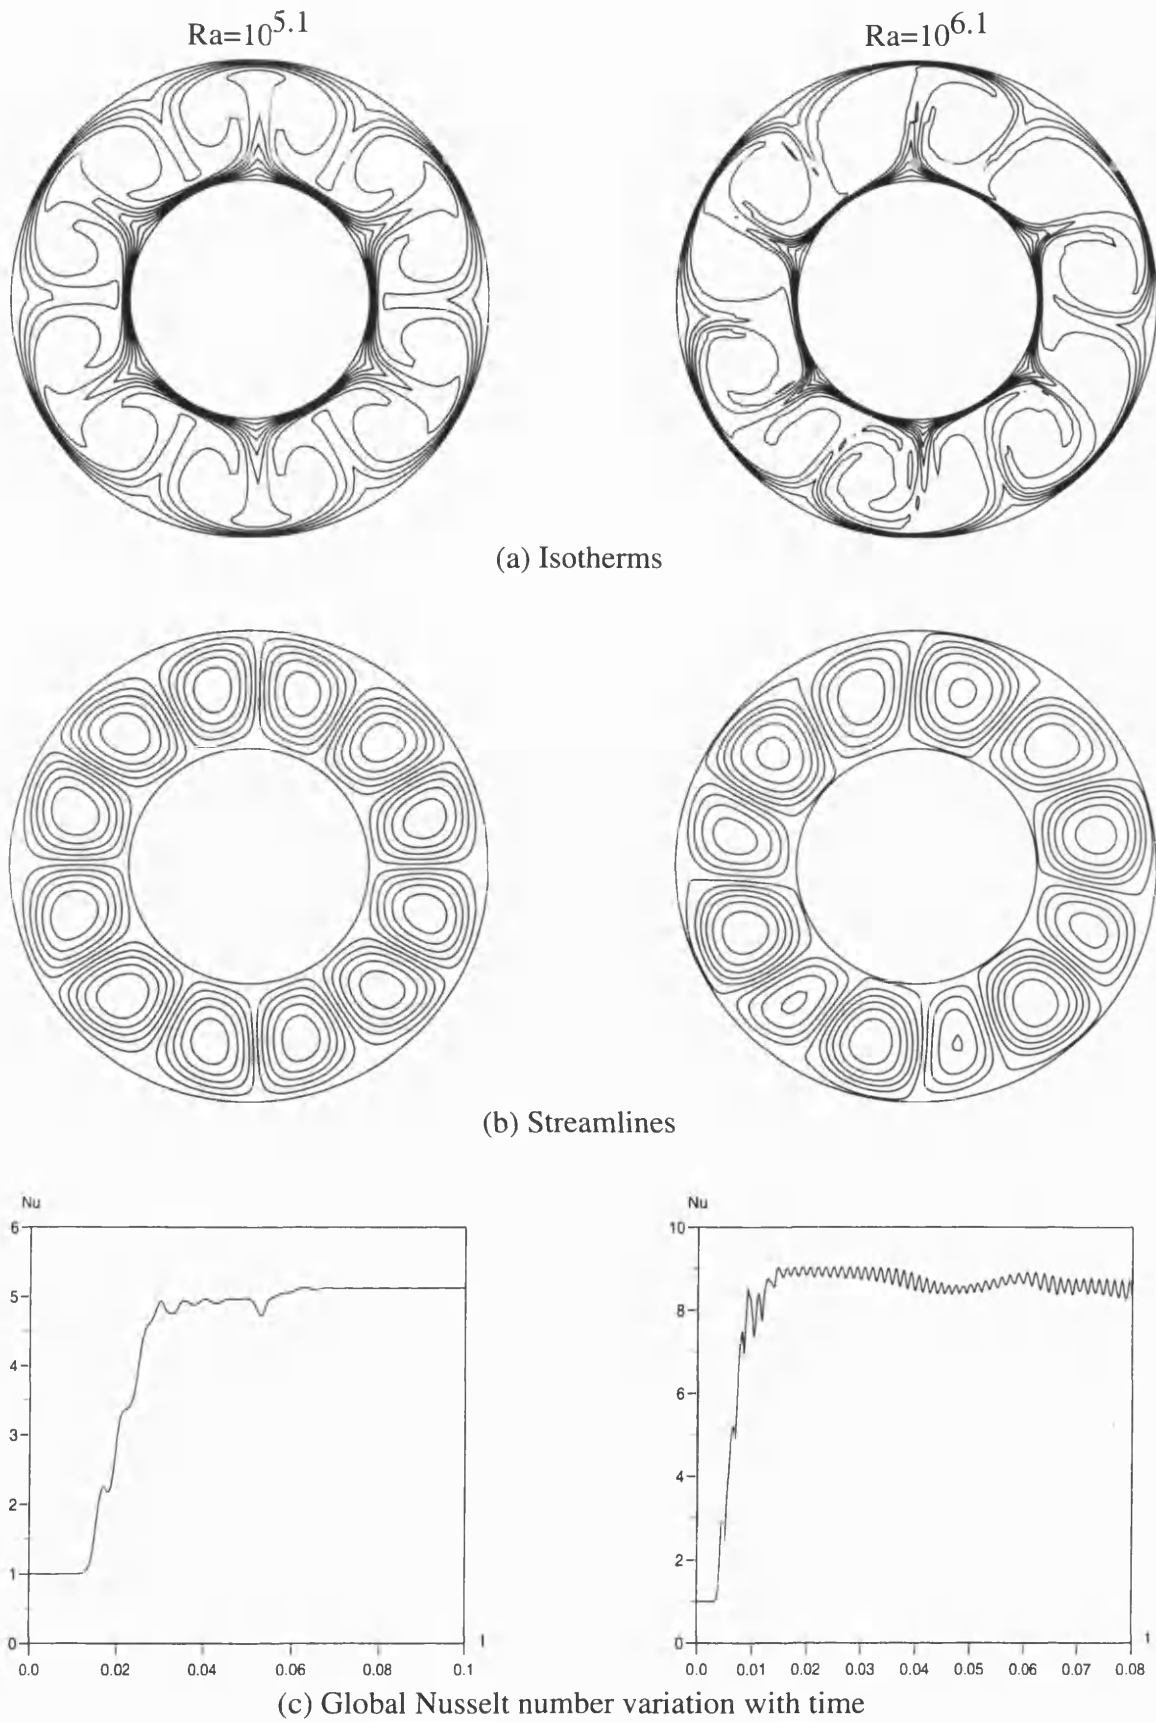 Ra=10^5.1
Ra=10^6.1
(a) Isotherms
(b) Streamlines
Nu
6
5
4
3
2
1
0
0.0 0.02 0.04 0.06 0.08 0.1
Nu
10
8
6
4
2
0
0.0 0.01 0.02 0.03 0.04 0.05 0.06 0.07 0.08
(c) Global Nusselt number variation with time